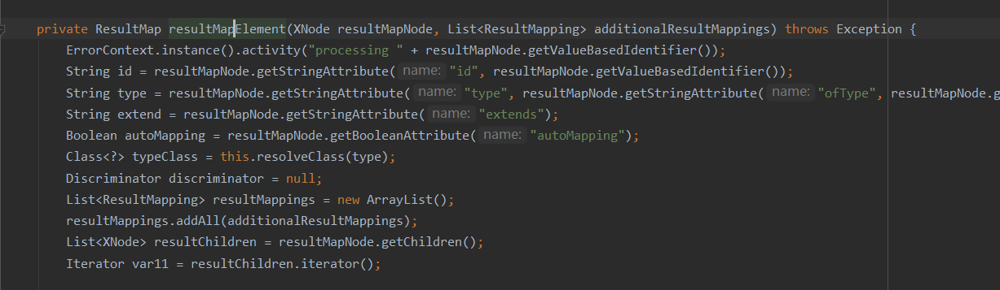 private ResultMap resultMapElement(XNode resultMapNode, List<ResultMapping> additionalResultMappings) throws Exception {
ErrorContext.instance().activity("processing " + resultMapNode.getValueBasedIdentifier());
String id = resultMapNode.getStringAttribute( name: "id", resultMapNode.getValueBasedIdentifier());
String type = resultMapNode.getStringAttribute( name: "type", resultMapNode.getStringAttribute( name: "ofType", resultMapNode.g
String extend = resultMapNode.getStringAttribute( name: "extends");
Boolean autoMapping = resultMapNode.getBooleanAttribute( name: "autoMapping");
Class<?> typeClass = this.resolveClass(type);
Discriminator discriminator = null;
List<ResultMapping> resultMappings = new ArrayList();
resultMappings.addAll(additionalResultMappings);
List<XNode> resultChildren = resultMapNode.getChildren();
Iterator var11 = resultChildren.iterator();